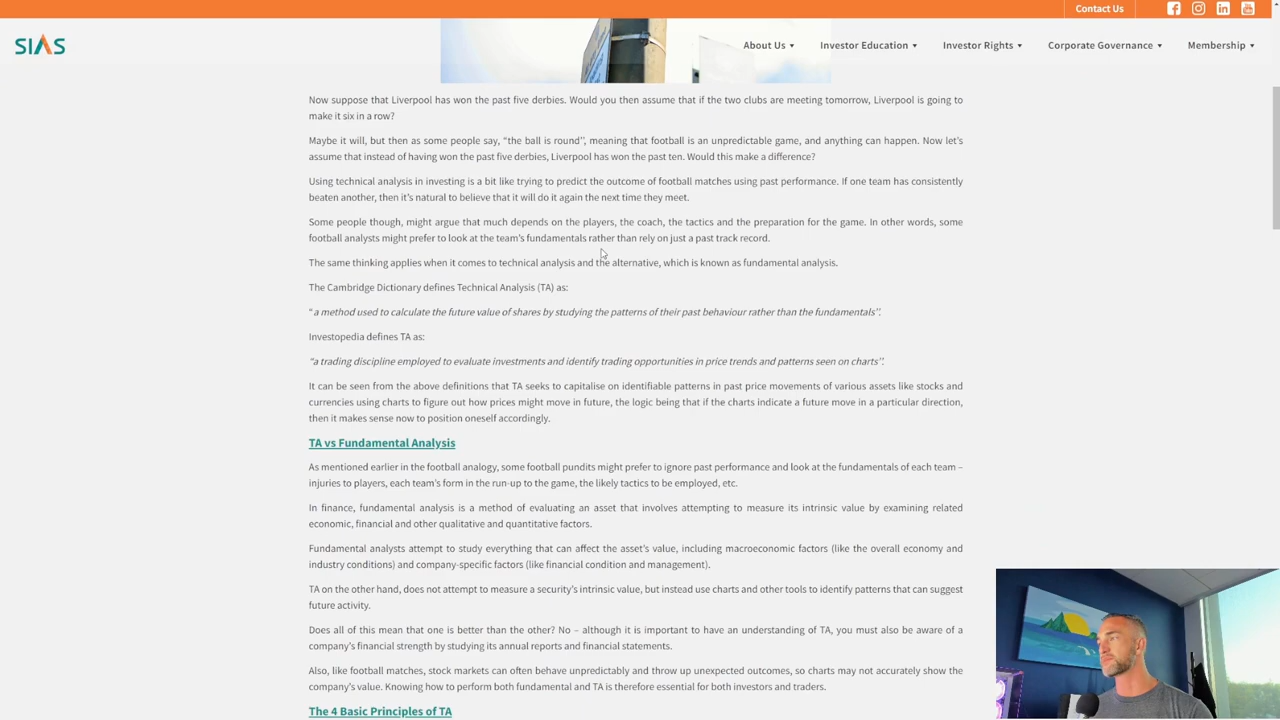 Contact Us
SIAS
About Us
Investor Education
Investor Rights
Corporate Governance
Membership
Now suppose that Liverpool has won the past five derbies. Would you then assume that if the two clubs are meeting tomorrow, Liverpool is going to
make it six in a row?
Maybe it will, but then as some people say, "the ball is round", meaning that football is an unpredictable game, and anything can happen. Now let's
assume that instead of having won the past five derbies, Liverpool has won the past ten. Would this make a difference?
Using technical analysis in investing is a bit like trying to predict the outcome of football matches using past performance. If one team has consistently
beaten another, then it's natural to believe that it will do it again the next time they meet.
Some people though, might argue that much depends on the players, the coach, the tactics and the preparation for the game. In other words, some
football analysts might prefer to look at the team's fundamentals rather than rely on just a past track record.
The same thinking applies when it comes to technical analysis and the alternative, which is known as fundamental analysis.
The Cambridge Dictionary defines Technical Analysis (TA) as:
"a method used to calculate the future value of shares by studying the patterns of their past behaviour rather than the fundamentals".
Investopedia defines TA as:
"a trading discipline employed to evaluate investments and identify trading opportunities in price trends and patterns seen on charts".
It can be seen from the above definitions that TA seeks to capitalise on identifiable patterns in past price movements of various assets like stocks and
currencies using charts to figure out how prices might move in future, the logic being that if the charts indicate a future move in a particular direction,
then it makes sense now to position oneself accordingly.
TA vs Fundamental Analysis
As mentioned earlier in the football analogy, some football pundits might prefer to ignore past performance and look at the fundamentals of each team –
injuries to players, each team's form in the run-up to the game, the likely tactics to be employed, etc.
In finance, fundamental analysis is a method of evaluating an asset that involves attempting to measure its intrinsic value by examining related
economic, financial and other qualitative and quantitative factors.
Fundamental analysts attempt to study everything that can affect the asset's value, including macroeconomic factors (like the overall economy and
industry conditions) and company-specific factors (like financial condition and management).
TA on the other hand, does not attempt to measure a security's intrinsic value, but instead use charts and other tools to identify patterns that can suggest
future activity.
Does all of this mean that one is better than the other? No – although it is important to have an understanding of TA, you must also be aware of a
company's financial strength by studying its annual reports and financial statements.
Also, like football matches, stock markets can often behave unpredictably and throw up unexpected outcomes, so charts may not accurately show the
company's value. Knowing how to perform both fundamental and TA is therefore essential for both investors and traders.
The 4 Basic Principles of TA